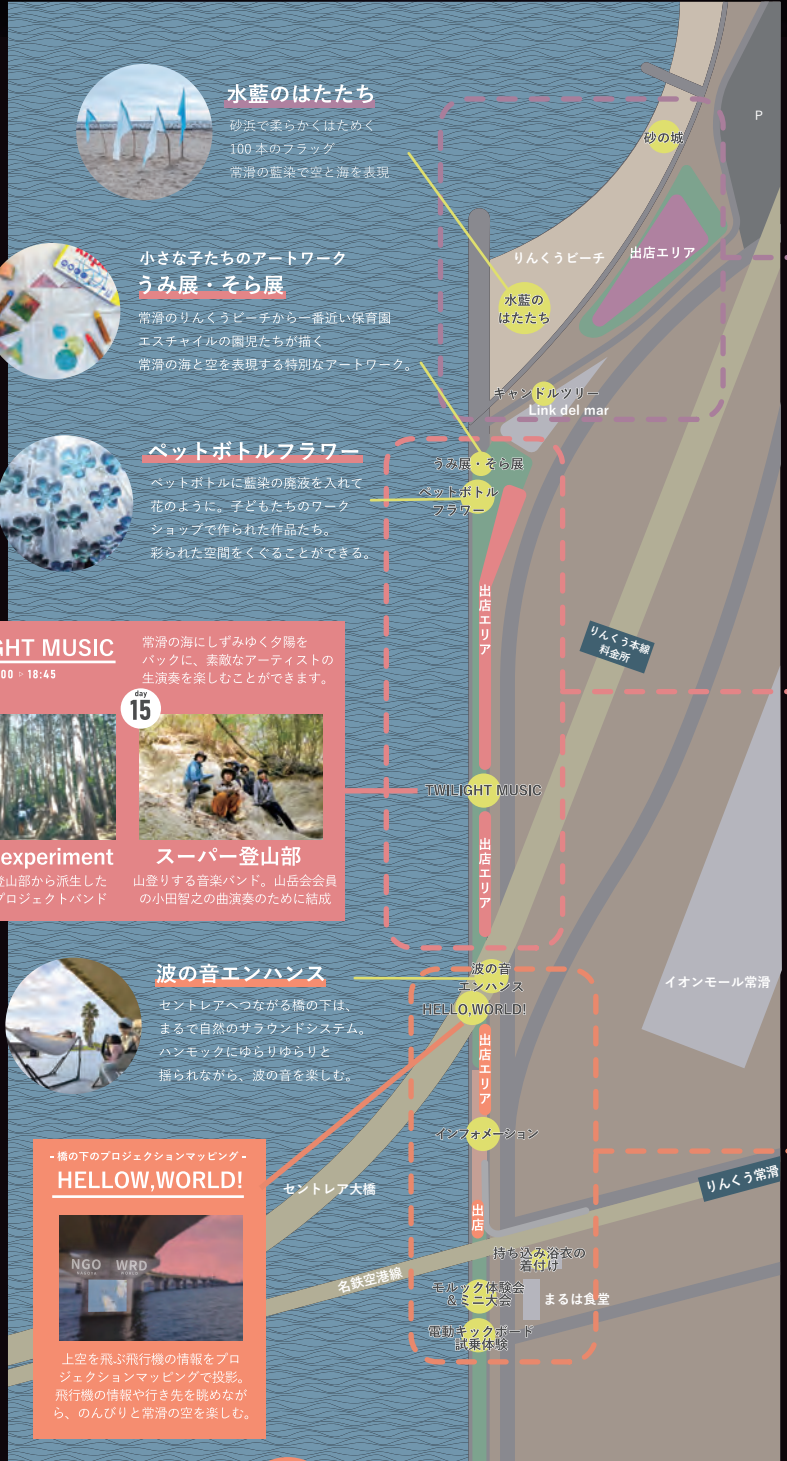 水藍のはたたち
砂浜で柔らかくはためく
100 本のフラッグ
常滑の藍染で空と海を表現
P
砂の城
りんくうビーチ
出店エリア
水藍の
はたたち
小さな子たちのアートワーク
うみ展・そら展
常滑のりんくうビーチから一番近い保育園
エスチャイルの園児たちが描く
常滑の海と空を表現する特別なアートワーク。
キャンドルツリー
Link del mar
うみ展・そら展
ペットボトル
フラワー
ペットボトルフラワー
ペットボトルに藍染の廃液を入れて
花のように。子どもたちのワーク
ショップで作られた作品たち。
彩られた空間をくぐることができる。
出店エリア
りんくう本線
料金所
GHT MUSIC
00 ▹ 18:45
常滑の海にしずみゆく夕陽を
バックに、素敵なアーティストの
生演奏を楽しむことができます。
day
15
TWILIGHT MUSIC
experiment
登山部から派生した
プロジェクトバンド
スーパー登山部
山登りする音楽バンド。山岳会会員
の小田智之の曲演奏のために結成
出店エリア
波の音エンハンス
セントレアへつながる橋の下は、
まるで自然のサラウンドシステム。
ハンモックにゆらりゆらりと
揺られながら、波の音を楽しむ。
波の音
エンハンス
HELLO,WORLD!
イオンモール常滑
出店エリア
インフォメーション
- 橋の下のプロジェクションマッピング -
HELLOW,WORLD!
NGO
NAGOYA
WRD
WORLD
上空を飛ぶ飛行機の情報をプロ
ジェクションマッピングで投影。
飛行機の情報や行き先を眺めなが
ら、のんびりと常滑の空を楽しむ。
セントレア大橋
りんくう常滑
出店
名鉄空港線
持ち込み浴衣の
着付け
モルック体験会
&ミニ大会
まるは食堂
電動キックボード
試乗体験